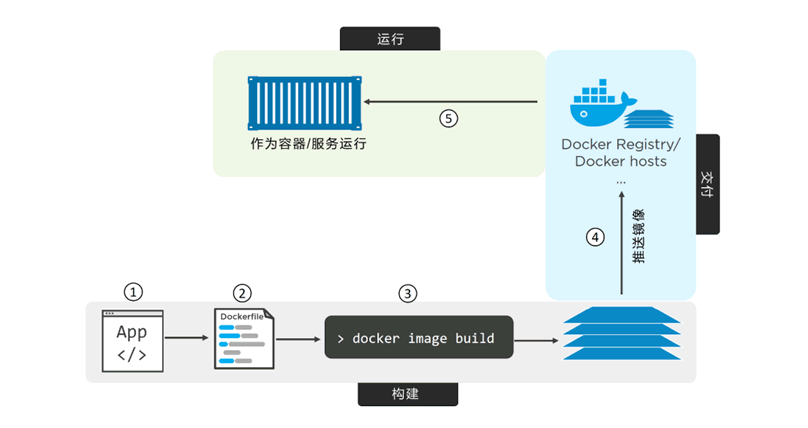 运行
作为容器/服务运行
⑤
Docker Registry/
Docker hosts
...
交付
④
推送镜像
①
②
③
App
</>
Dockerfile
> docker image build
构建